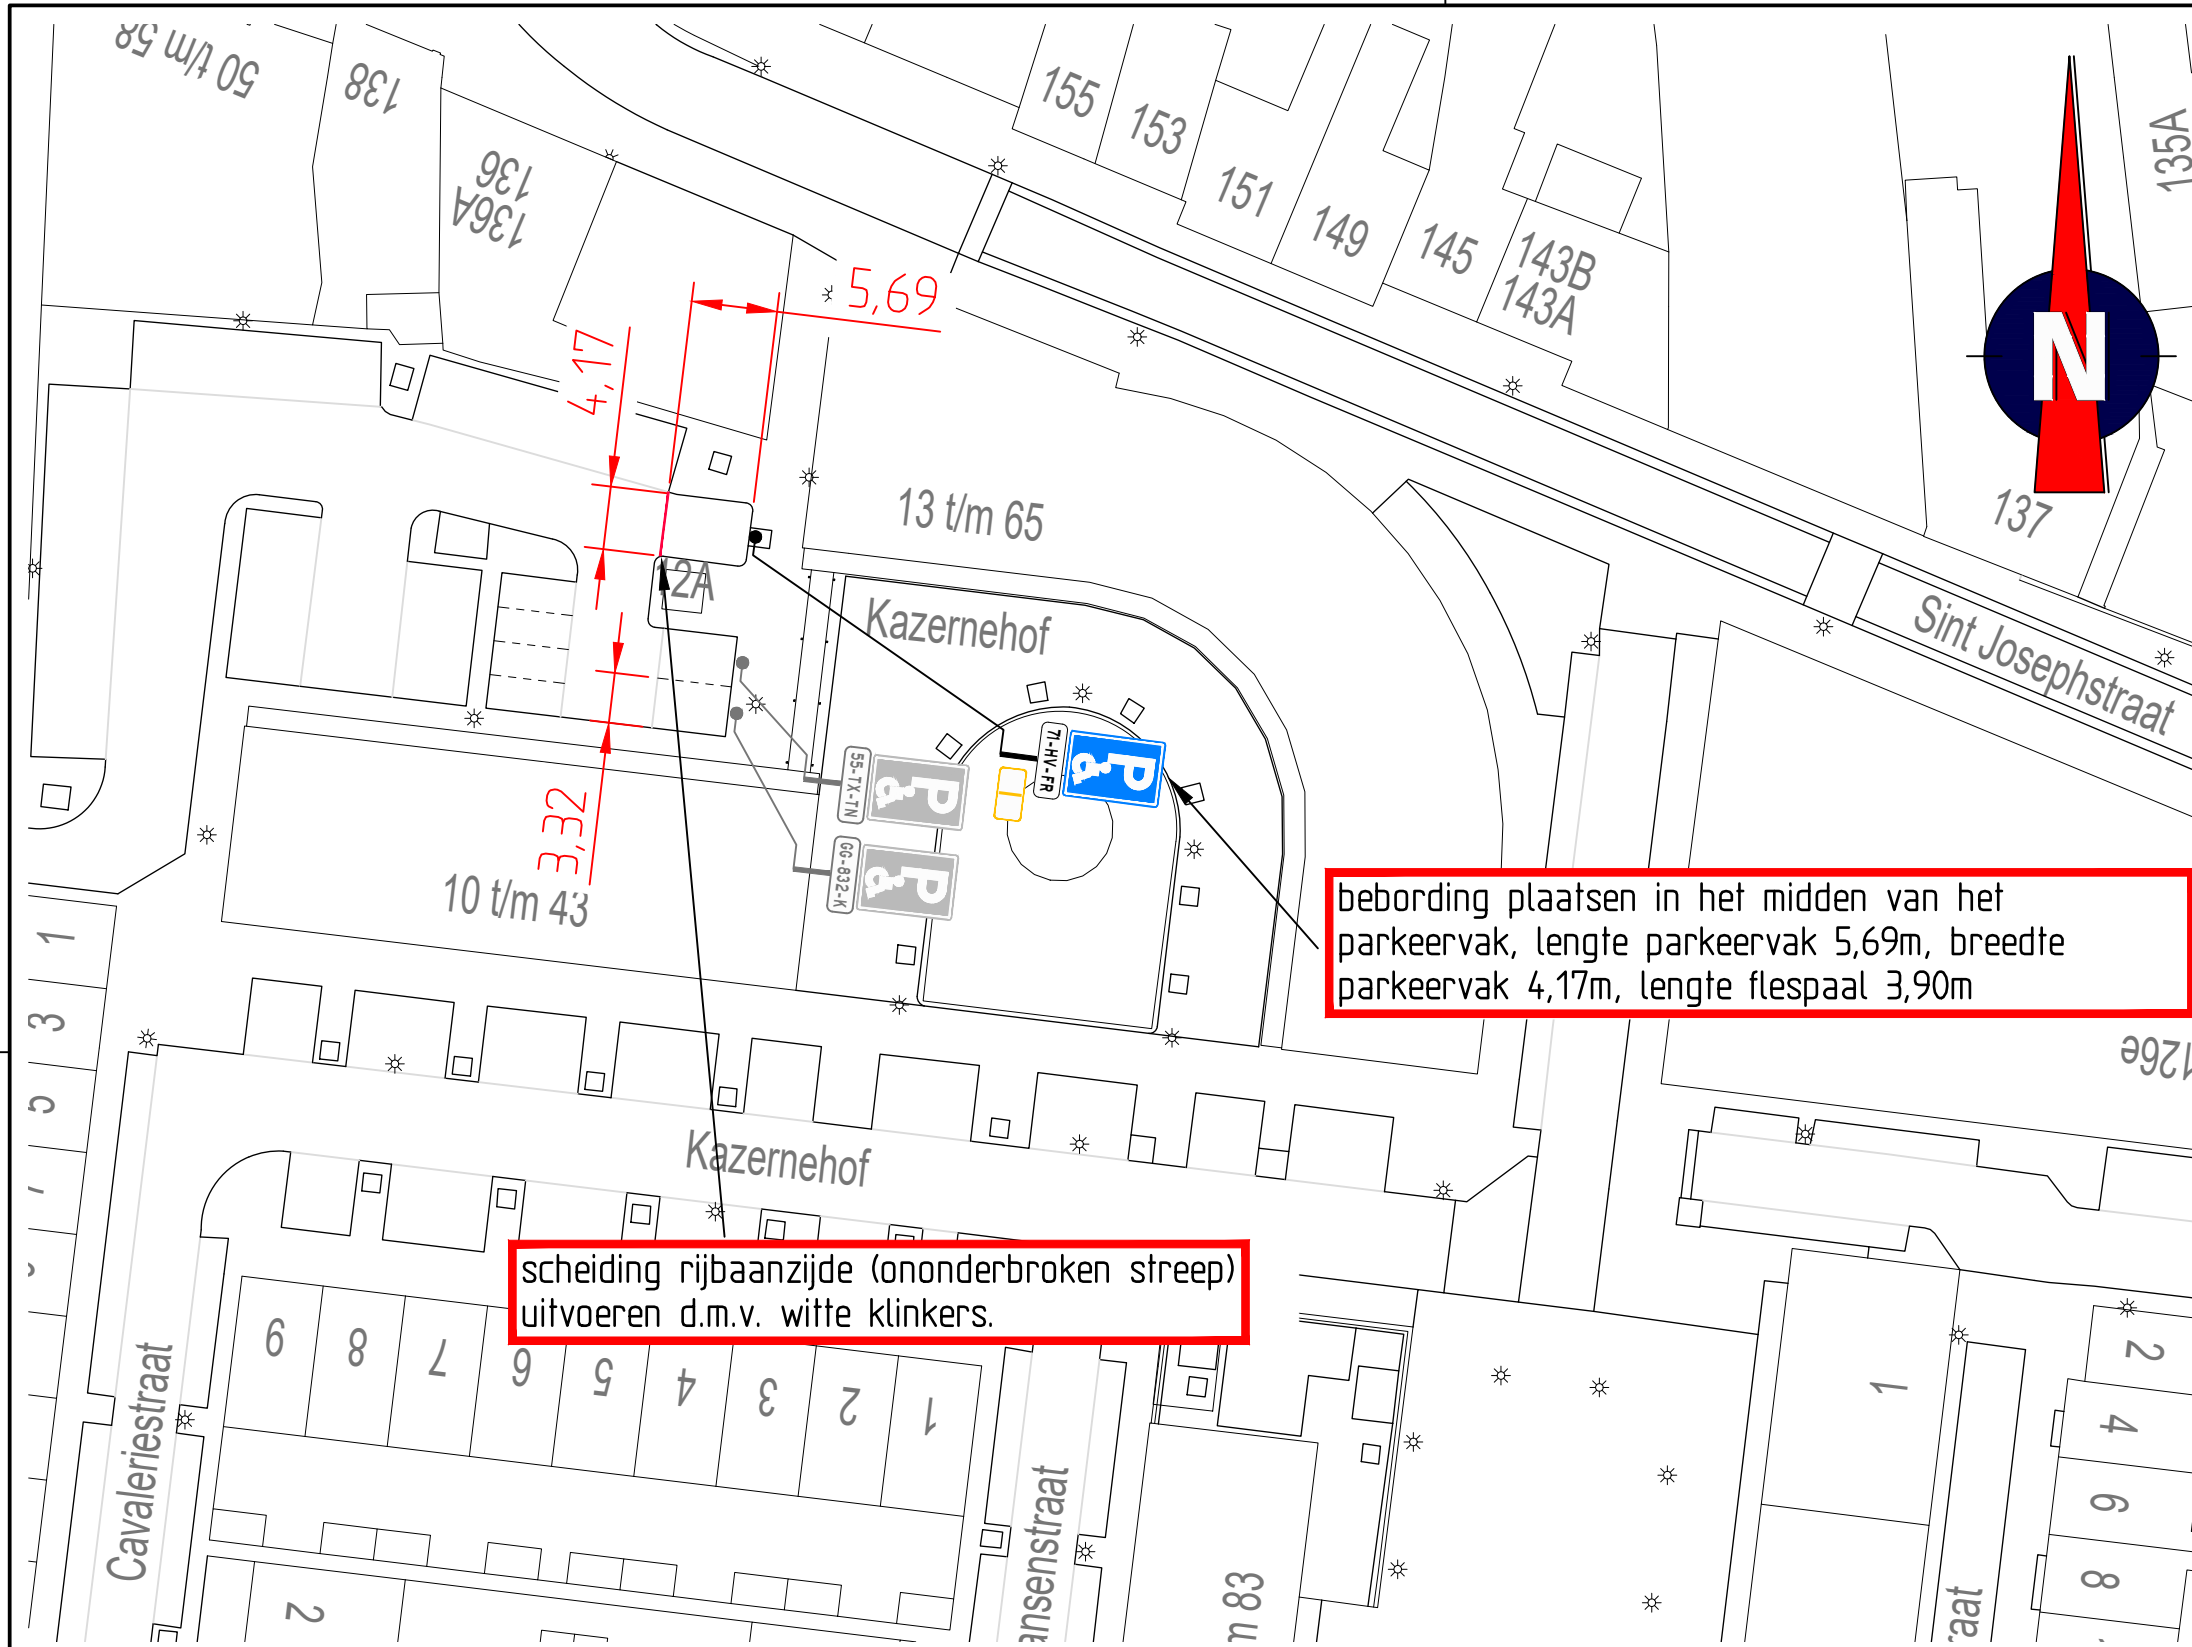 50 t/m 58
138
136
136A
155
153
151
149
145
143B
143A
135A
137
N
5,69
4,17
13 t/m 65
12A
Kazernehof
Sint Josephstraat
71-HV-FR
P
55-TX-TN
P
GG-832-K
P
3,32
10 t/m 43
bebording plaatsen in het midden van het
parkeervak, lengte parkeervak 5,69m, breedte
parkeervak 4,17m, lengte flespaal 3,90m
1
3
5
126e
Kazernehof
scheiding rijbaanzijde (ononderbroken streep)
uitvoeren d.m.v. witte klinkers.
9
8
7
6
5
4
3
2
1
1
2
4
6
8
Cavaleriestraat
ansenstraat
m 83
raat
2